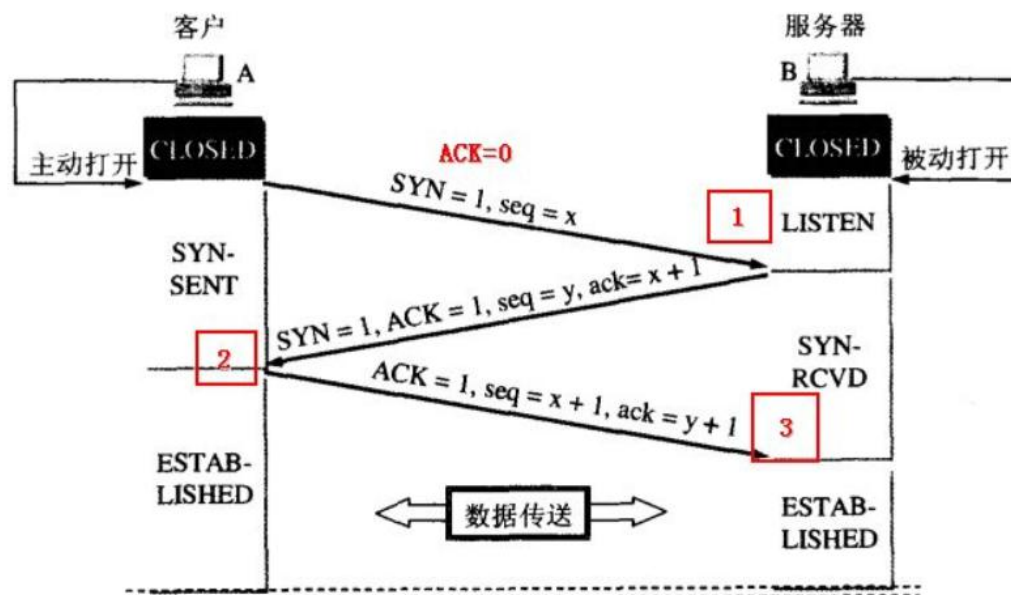 客户
服务器
A
B
CLOSED
CLOSED
主动打开
被动打开
ACK=0
SYN = 1, seq = x
1
LISTEN
SYN-
SENT
SYN = 1, ACK = 1, seq = y, ack= x + 1
2
SYN-
RCVD
ACK = 1, seq = x + 1, ack = y + 1
3
ESTAB-
LISHED
数据传送
ESTAB-
LISHED